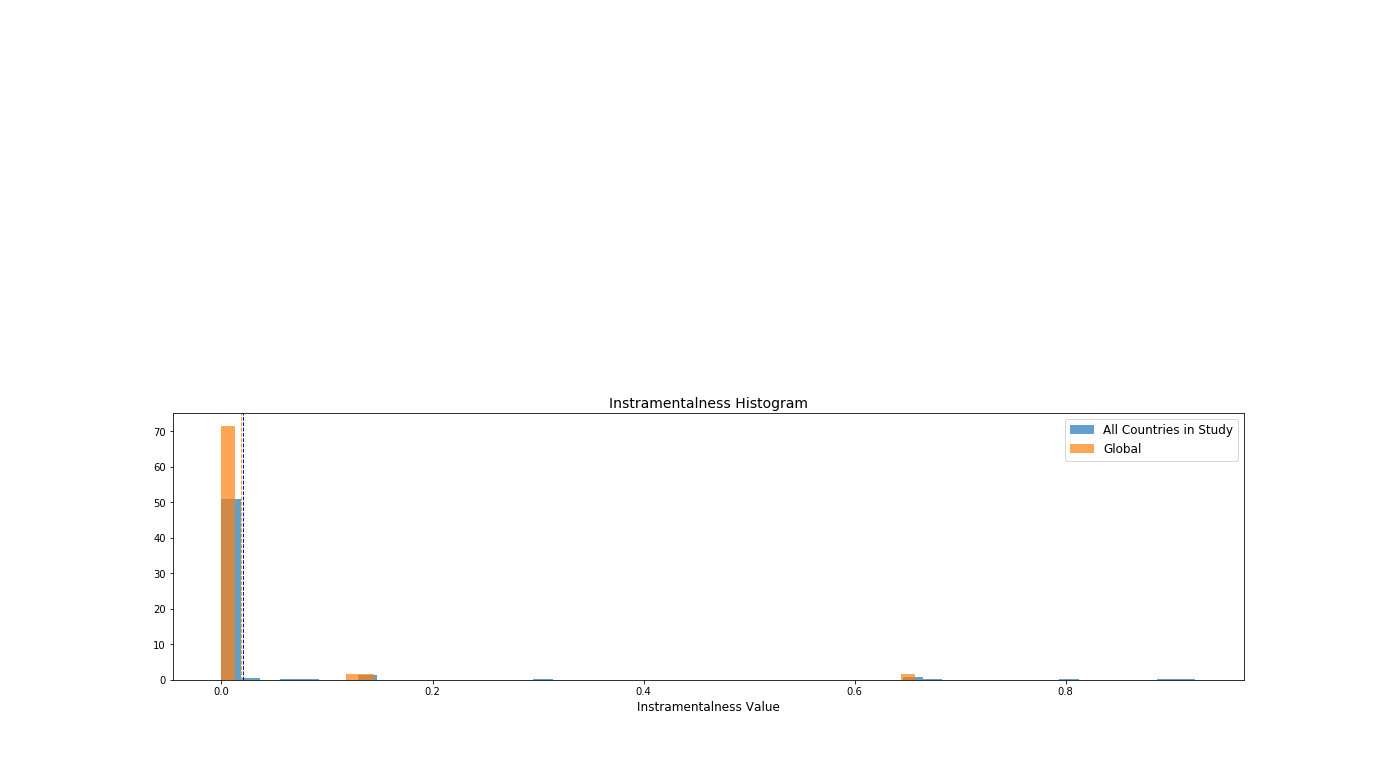 Instramentalness Histogram
All Countries in Study
Global
70
60
50
40
30
20
10
0
0.0 0.2 0.4 0.6 0.8
Instramentalness Value